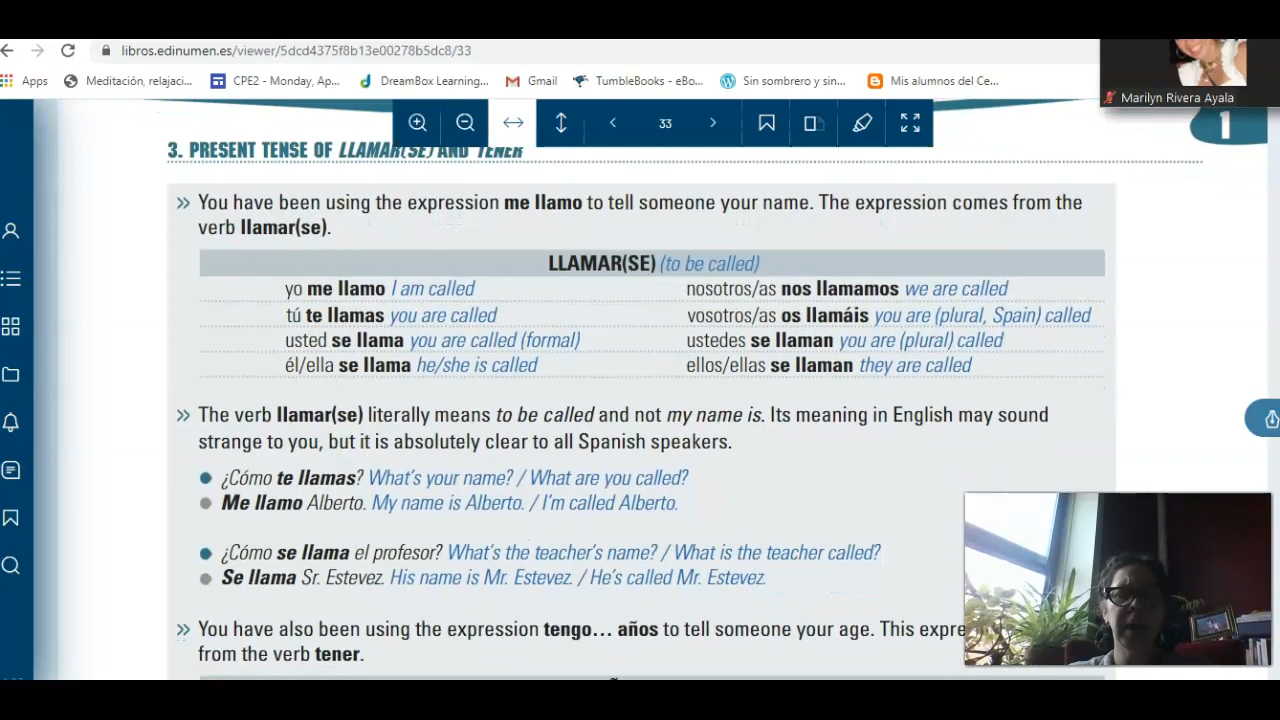 libros.edinumen.es/viewer/5dcd4375f8b13e00278b5dc8/33
Apps Meditación, relajaci... CPE2 - Monday, Ap... DreamBox Learning... Gmail TumbleBooks - eBo... Sin sombrero y sin... Mis alumnos del Ce...
Marilyn Rivera Ayala
33
1
3. PRESENT TENSE OF LLAMAR(SE) AND TENER
» You have been using the expression me llamo to tell someone your name. The expression comes from the
verb llamar(se).
LLAMAR(SE) (to be called)
yo me llamo I am called nosotros/as nos llamamos we are called
tú te llamas you are called vosotros/as os llamáis you are (plural, Spain) called
usted se llama you are called (formal) ustedes se llaman you are (plural) called
él/ella se llama he/she is called ellos/ellas se llaman they are called
» The verb llamar(se) literally means to be called and not my name is. Its meaning in English may sound
strange to you, but it is absolutely clear to all Spanish speakers.
● ¿Cómo te llamas? What's your name? / What are you called?
● Me llamo Alberto. My name is Alberto. / I'm called Alberto.
● ¿Cómo se llama el profesor? What's the teacher's name? / What is the teacher called?
● Se llama Sr. Estevez. His name is Mr. Estevez. / He's called Mr. Estevez.
» You have also been using the expression tengo... años to tell someone your age. This expre
from the verb tener.